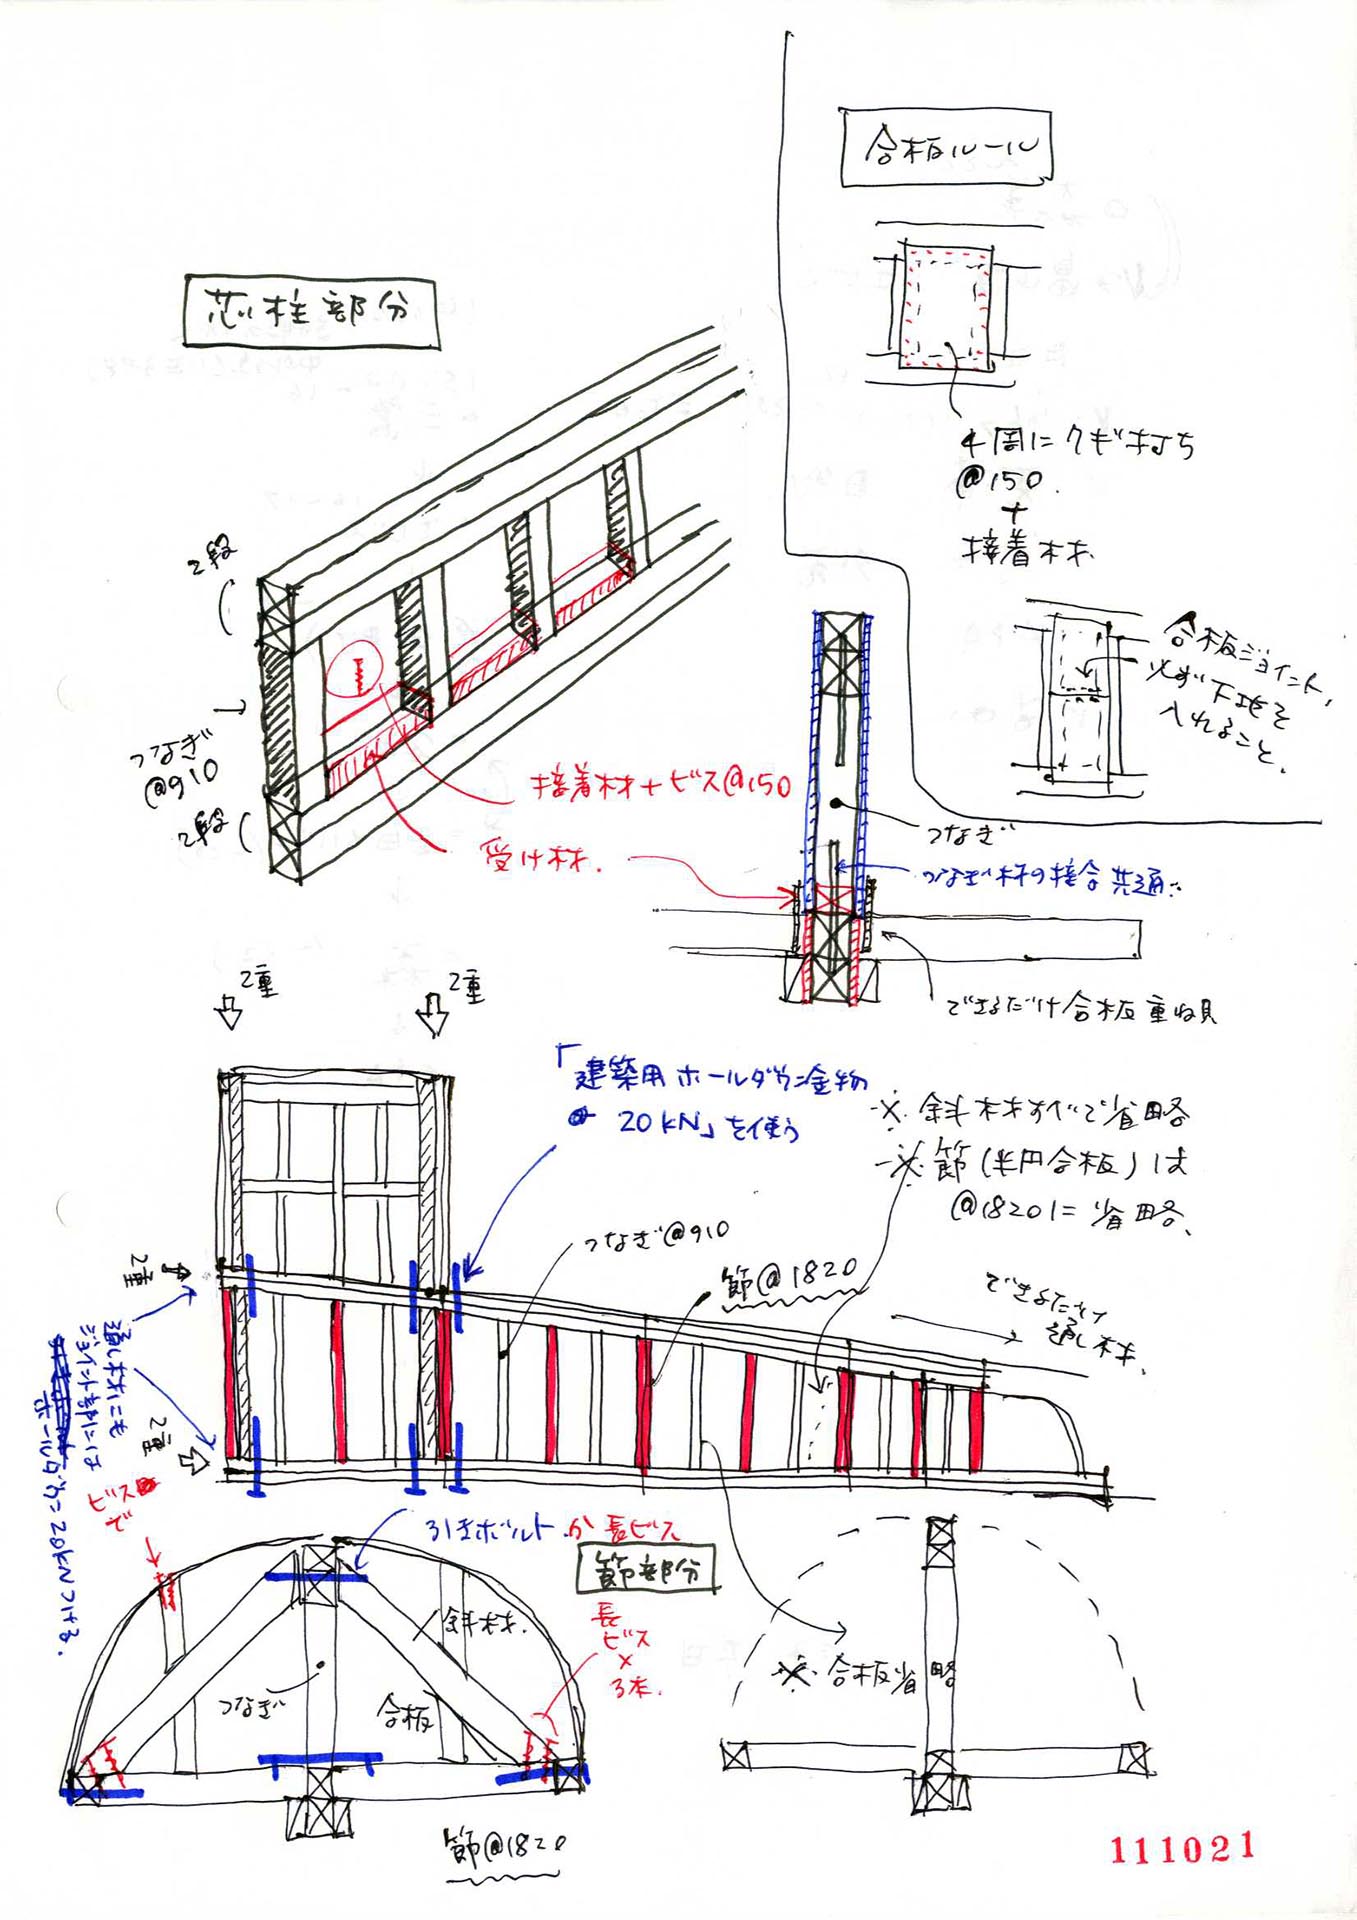 合板ルール
4周にクギ打ち
@150
+
接着材
合板ジョイント、
必ず下地を
入れること.
芯柱部分
2段
つなぎ
@910
2段
接着材+ビス@150
受け材.
つなぎ
つなぎ材の接合共通.
できるだけ合板重ね貝
2重
2重
「建築用ホールダウン金物
20kN」を使う
※斜材すべて省略
※節(半円合板)は
@1820に省略、
つなぎ@910
節@1820
できるだけ
通し材.
2重
2重
通し材にも
ジョイント部には
ホールダウン20kNつける.
ビス
で
引きボルトか長ビス
節部分
長
ビス
×
3本.
斜材.
つなぎ
合板
※合板省略
節@1820
111021